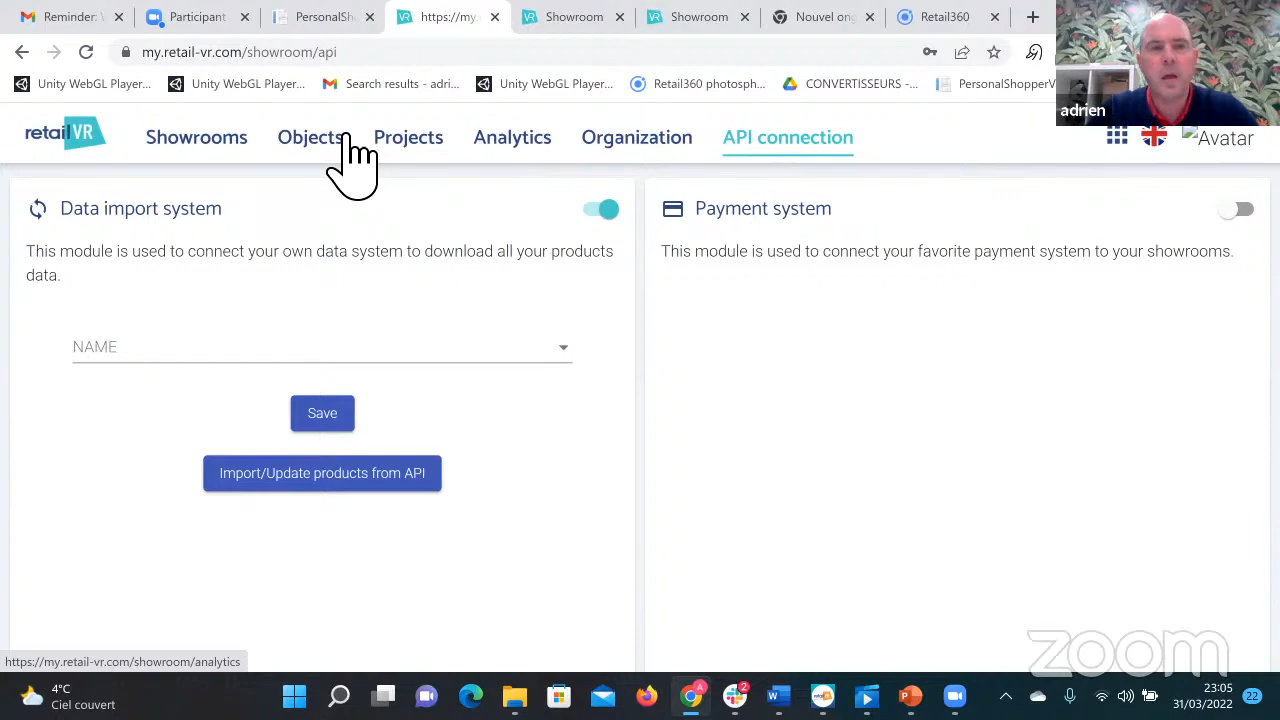 Reminder: V
Participant
PersonalSh
https://my.
Showroom
Showroom
Nouvel ong
Retail360
my.retail-vr.com/showroom/api
Unity WebGL Player...
Unity WebGL Player...
Search results - adri...
Unity WebGL Player...
Retail360 photosph...
CONVERTISSEURS -...
PersonalShopperV
adrien
retail VR
Showrooms
Objects
Projects
Analytics
Organization
API connection
Avatar
Data import system
This module is used to connect your own data system to download all your products
data.
NAME
Save
Import/Update products from API
Payment system
This module is used to connect your favorite payment system to your showrooms.
https://my.retail-vr.com/showroom/analytics
zoom
4°C
Ciel couvert
2
23:05
31/03/2022
22